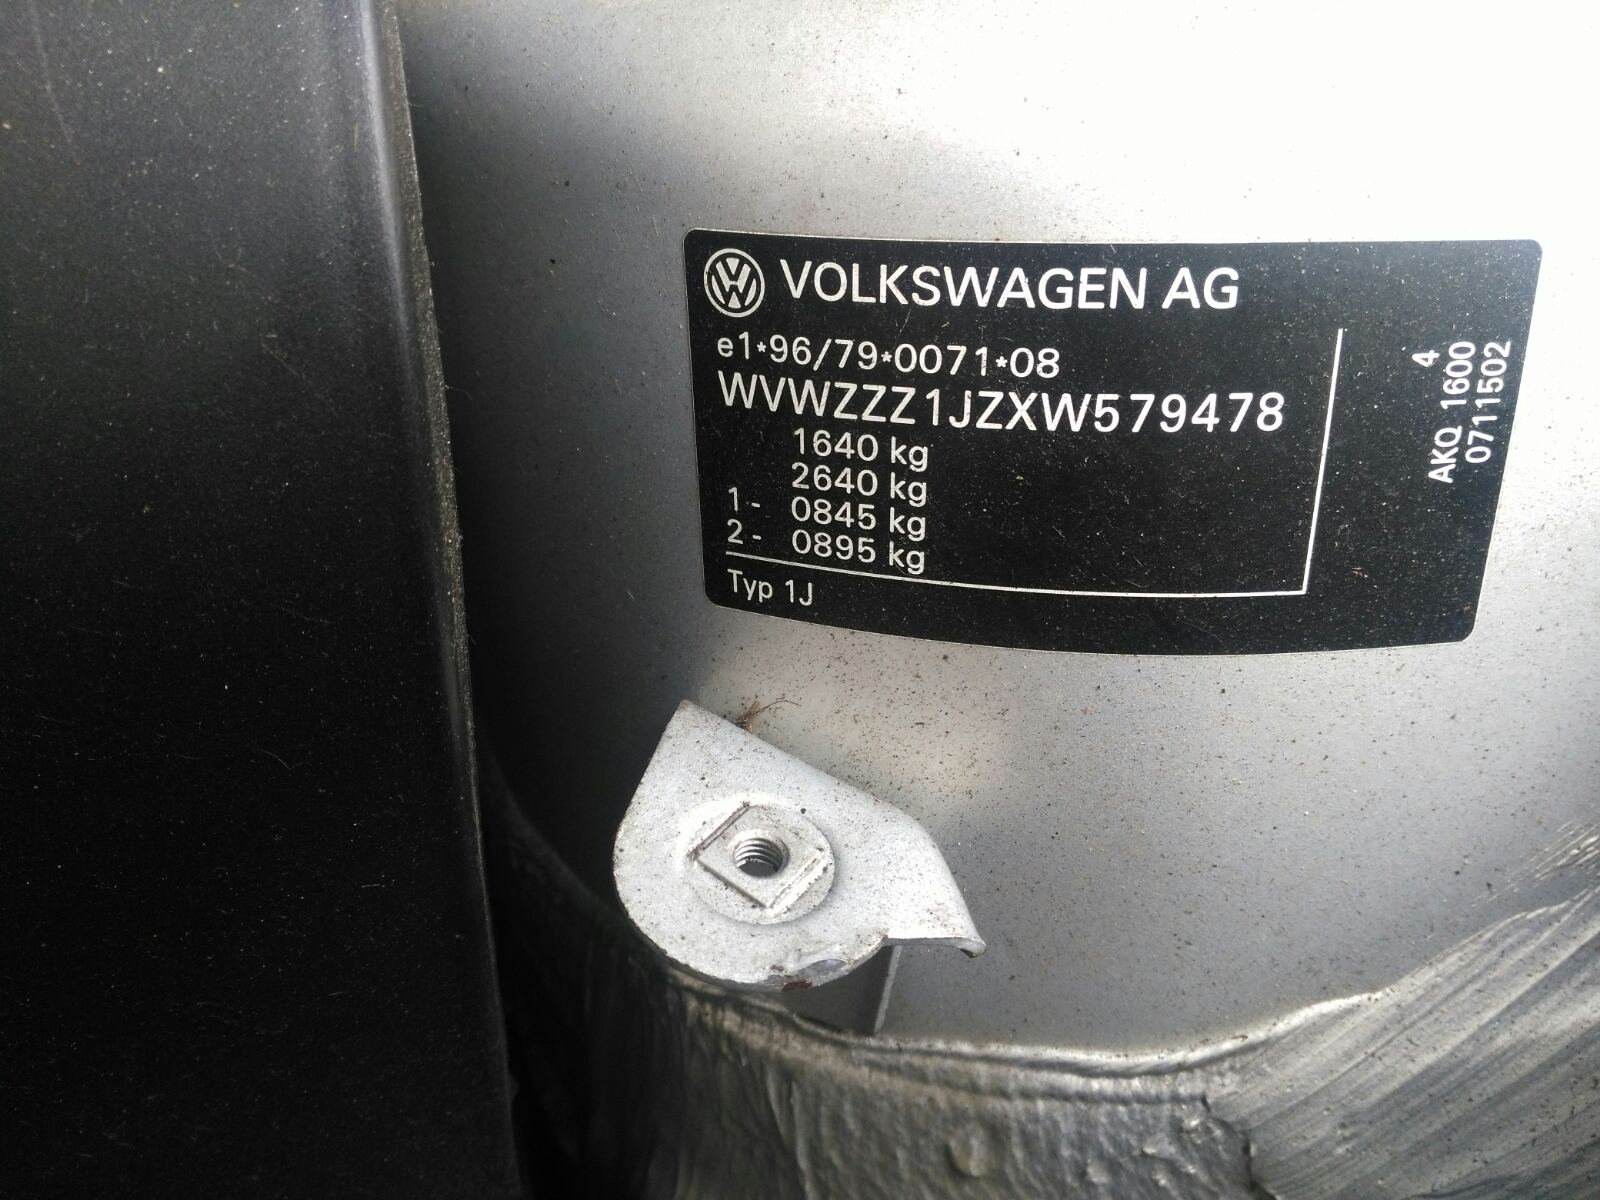 VOLKSWAGEN AG
e1*96/79*0071*08
WVWZZZ1JZXW579478
1640 kg
2640 kg
1- 0845 kg
2- 0895 kg
Typ 1J
4
AKQ 1600
0711502